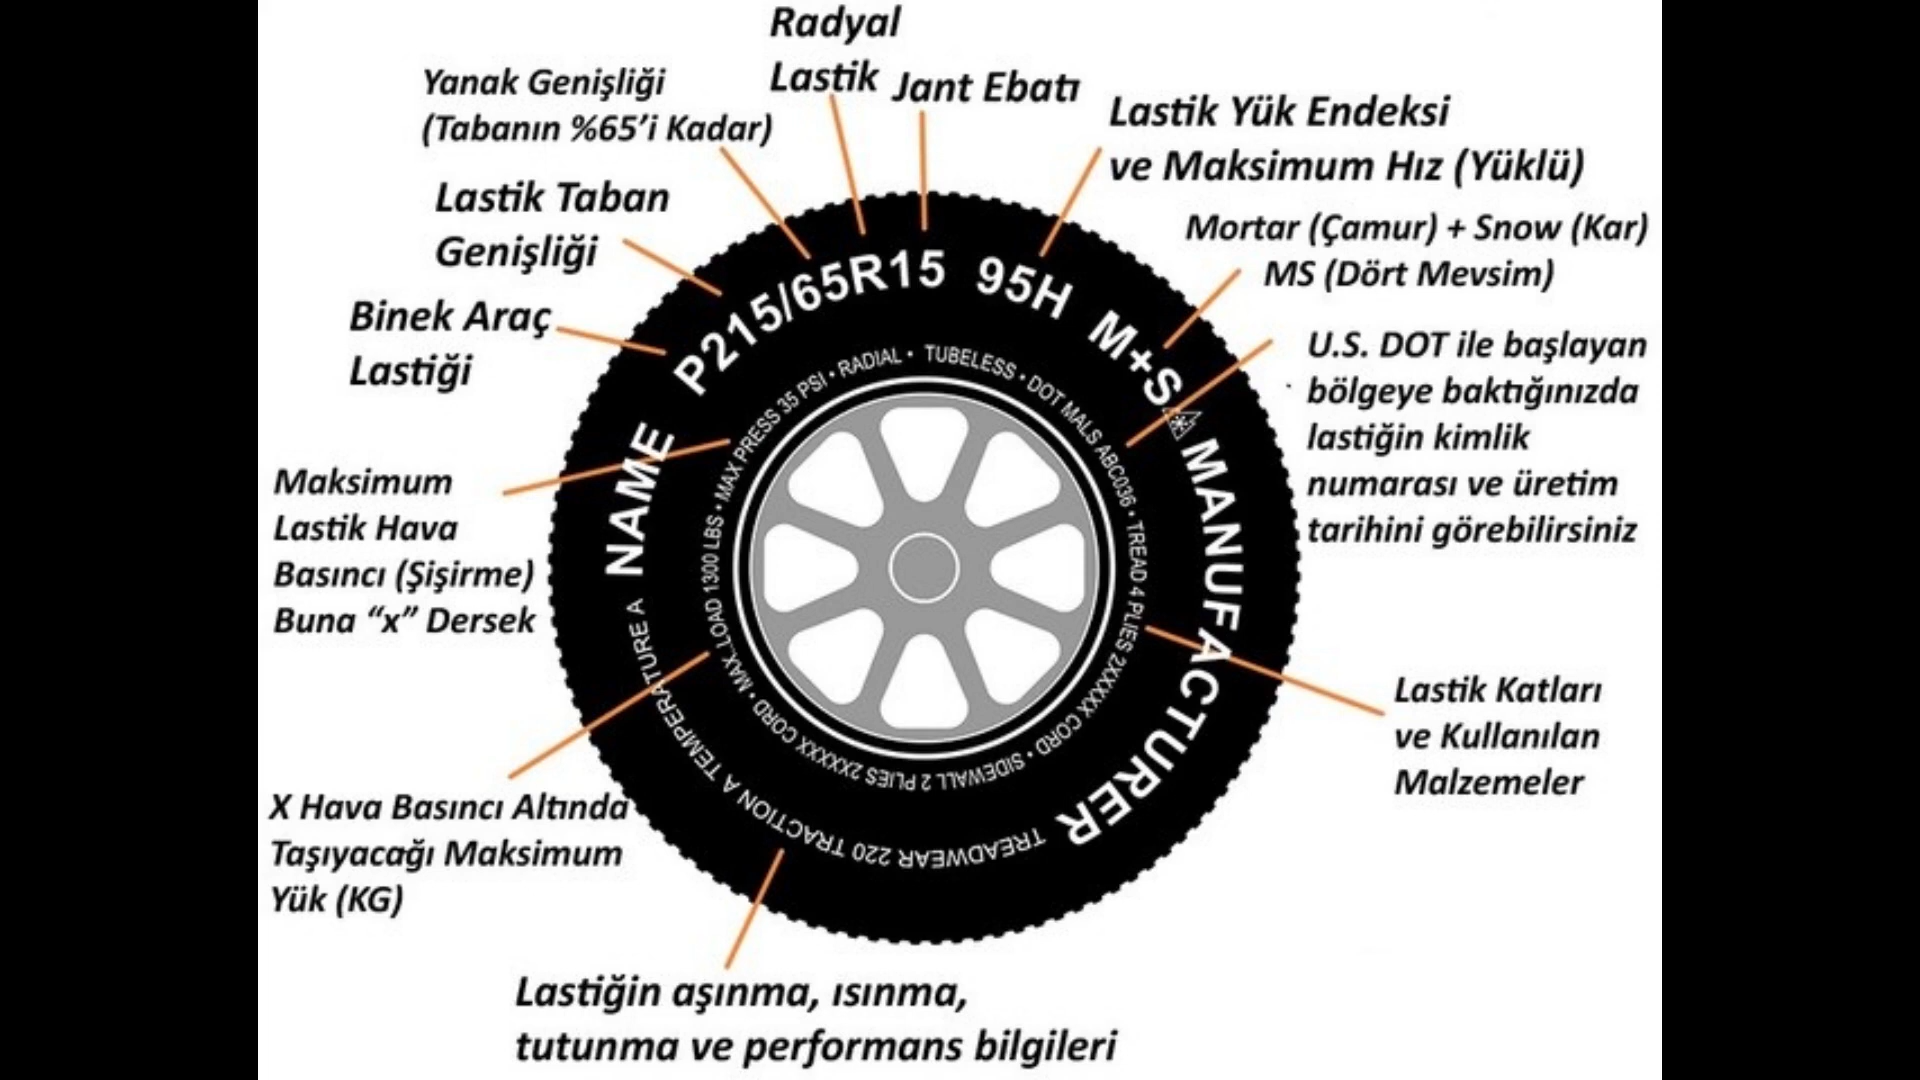 Radyal
Lastik
Jant Ebatı
Yanak Genişliği
(Tabanın %65'i Kadar)
Lastik Yük Endeksi
ve Maksimum Hız (Yüklü)
Lastik Taban
Genişliği
Mortar (Çamur) + Snow (Kar)
MS (Dört Mevsim)
Binek Araç
Lastiği
U.S. DOT ile başlayan
bölgeye baktığınızda
lastiğin kimlik
numarası ve üretim
tarihini görebilirsiniz
Maksimum
Lastik Hava
Basıncı (Şişirme)
Buna “x” Dersek
Lastik Katları
ve Kullanılan
Malzemeler
X Hava Basıncı Altında
Taşıyacağı Maksimum
Yük (KG)
Lastiğin aşınma, ısınma,
tutunma ve performans bilgileri
NAME P215/65R15 95H M+S MANUFACTURER
TREADWEAR 220 TRACTION A TEMPERATURE A
TUBELESS • DOT MALS ABC036 • TREAD 4 PLIES 2XXXXX CORD • SIDEWALL 2 PLIES 2XXXXX CORD • MAX. LOAD 1300 LBS • MAX PRESS 35 PSI • RADIAL •